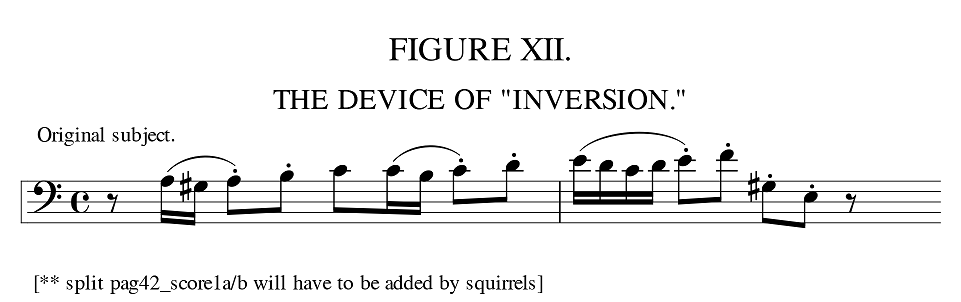 FIGURE XII.
THE DEVICE OF "INVERSION."
Original subject.
[** split pag42_score1a/b will have to be added by squirrels]